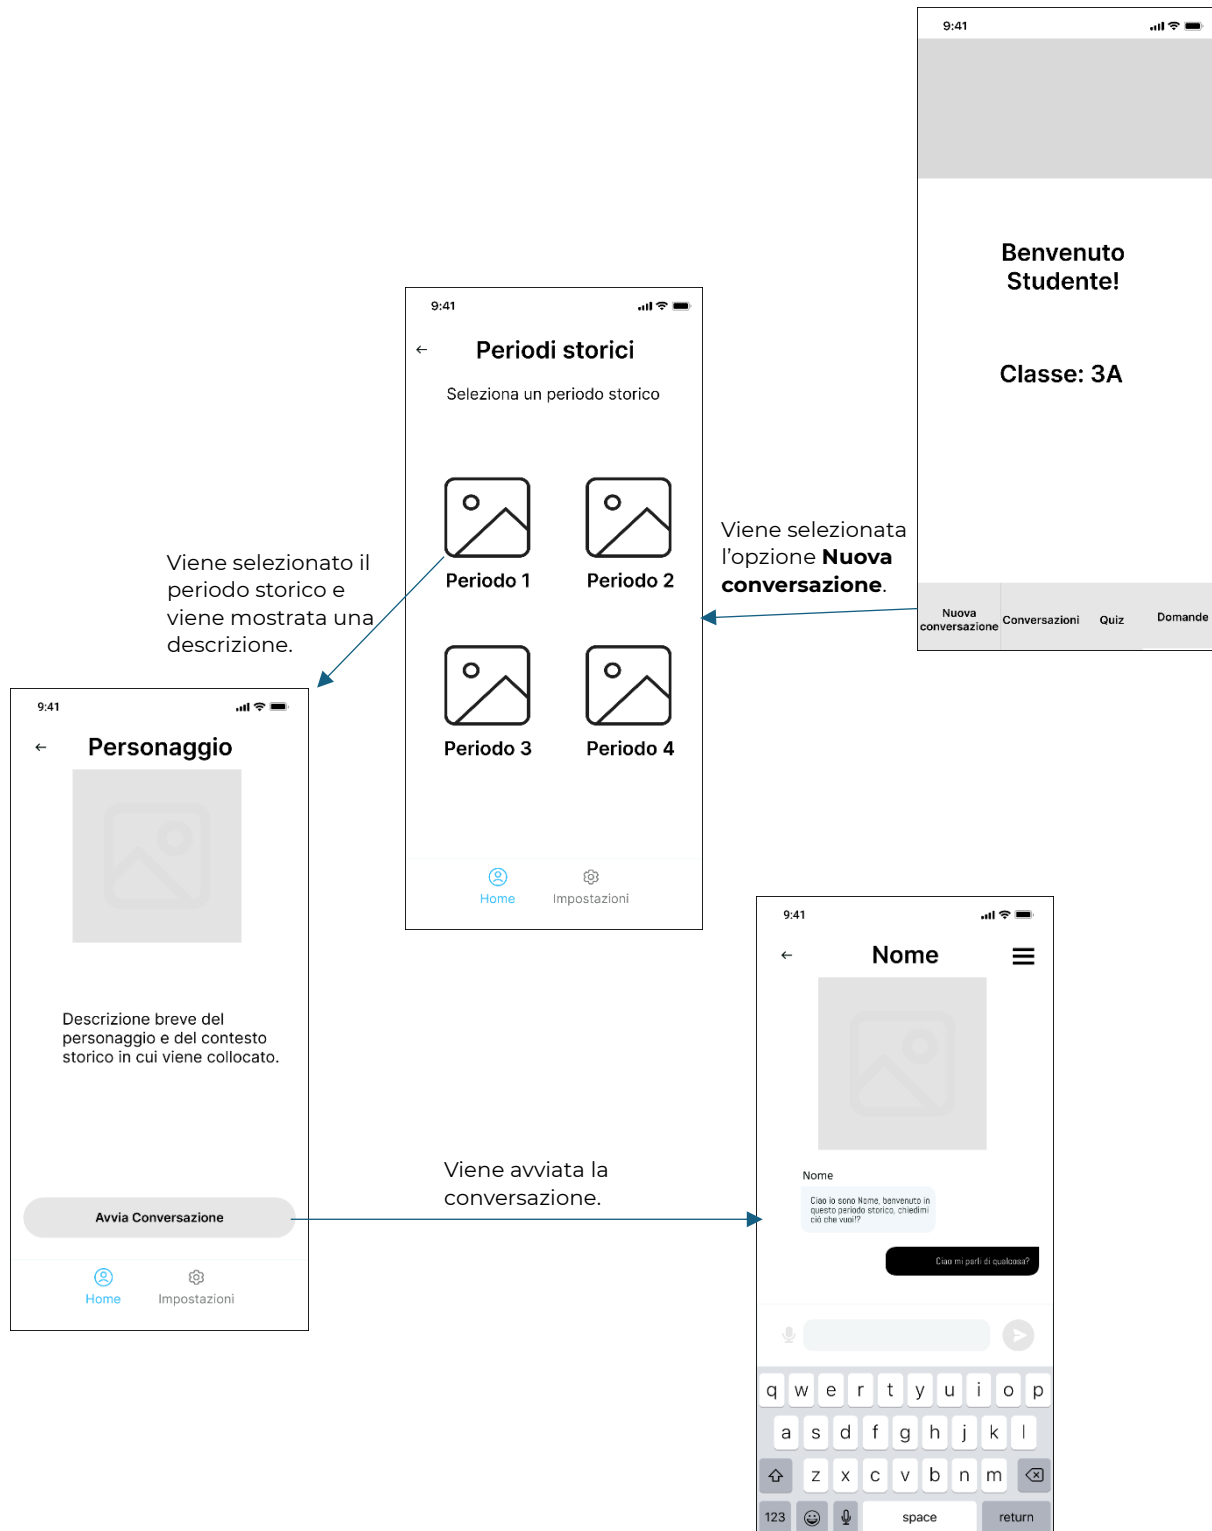 9:41
Benvenuto
Studente!
Classe: 3A
Nuova
conversazione
Conversazioni
Quiz
Domande
Viene selezionata
l'opzione Nuova
conversazione.
9:41
← Periodi storici
Seleziona un periodo storico
Periodo 1
Periodo 2
Periodo 3
Periodo 4
Home
Impostazioni
Viene selezionato il
periodo storico e
viene mostrata una
descrizione.
9:41
← Personaggio
Descrizione breve del
personaggio e del contesto
storico in cui viene collocato.
Avvia Conversazione
Home
Impostazioni
Viene avviata la
conversazione.
9:41
← Nome
Nome
Ciao io sono Nome, benvenuto in
questo periodo storico, chiedimi
ciò che vuoi!?
Ciao mi parli di qualcosa?
q w e r t y u i o p
a s d f g h j k l
z x c v b n m
123 space return